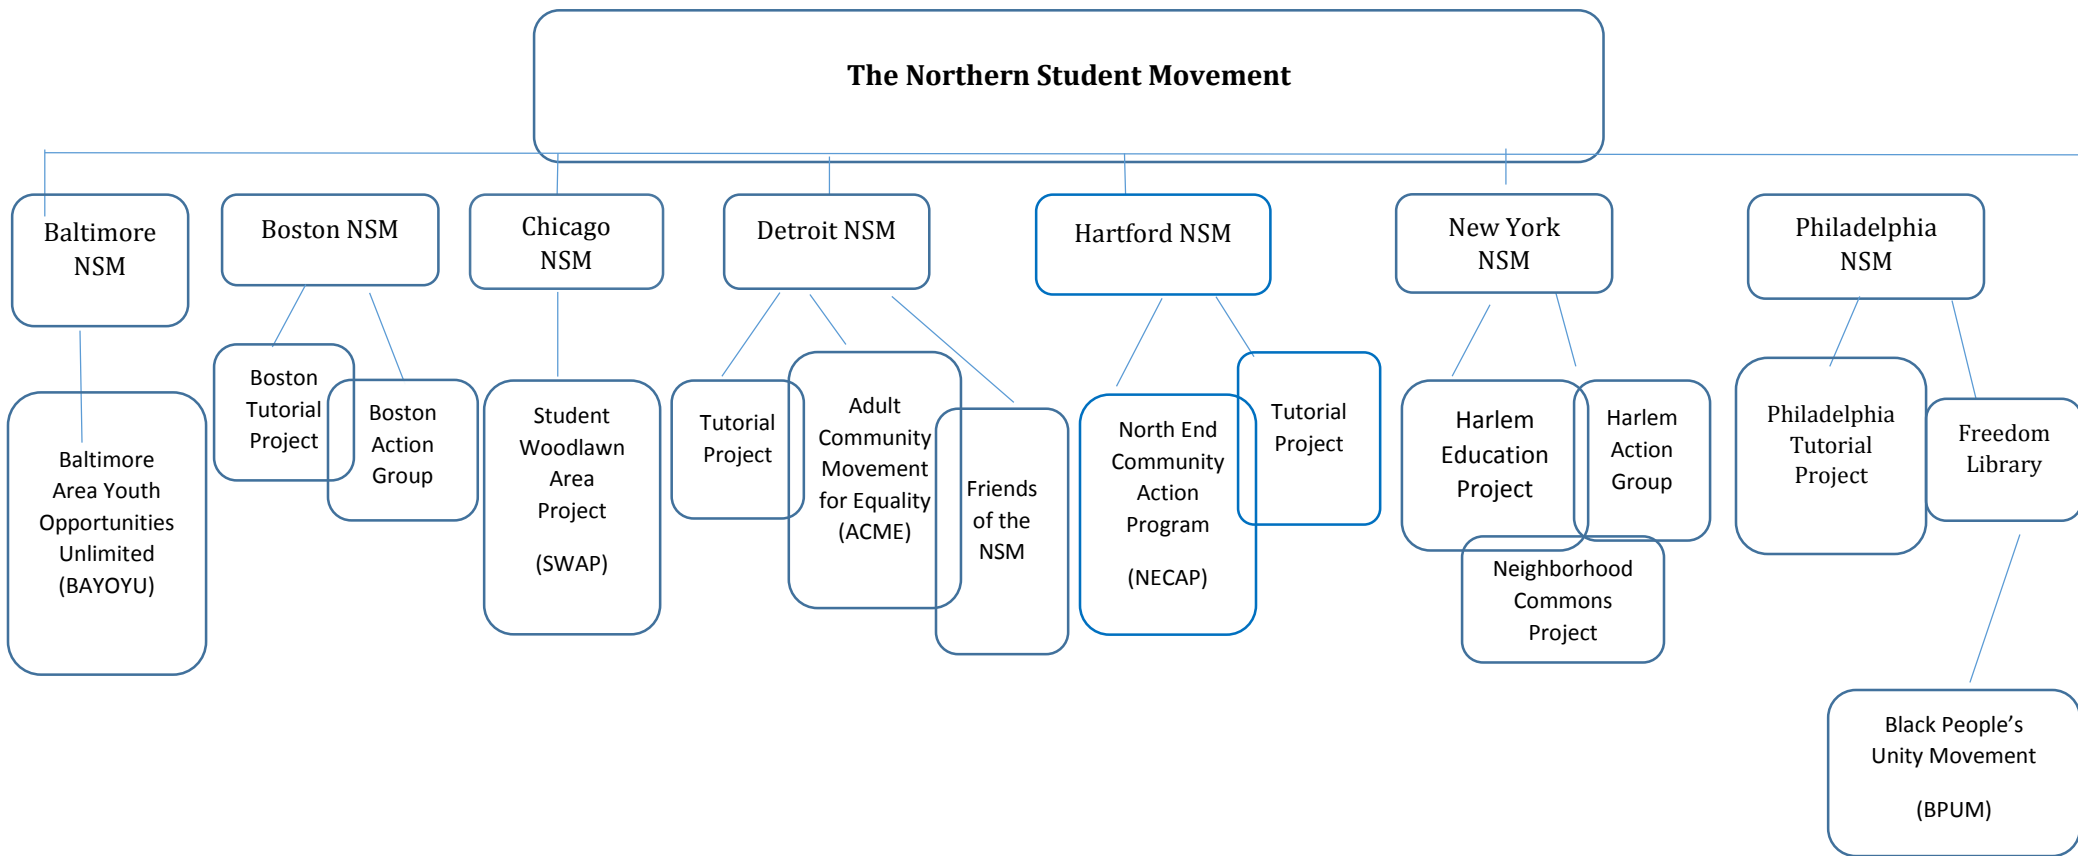 The Northern Student Movement
Baltimore
NSM
Boston NSM
Chicago
NSM
Detroit NSM
Hartford NSM
New York
NSM
Philadelphia
NSM
Baltimore
Area Youth
Opportunities
Unlimited
(BAYOYU)
Boston
Tutorial
Project
Boston
Action
Group
Student
Woodlawn
Area
Project
(SWAP)
Tutorial
Project
Adult
Community
Movement
for Equality
(ACME)
Friends
of the
NSM
North End
Community
Action
Program
(NECAP)
Tutorial
Project
Harlem
Education
Project
Harlem
Action
Group
Neighborhood
Commons
Project
Philadelphia
Tutorial
Project
Freedom
Library
Black People’s
Unity Movement
(BPUM)